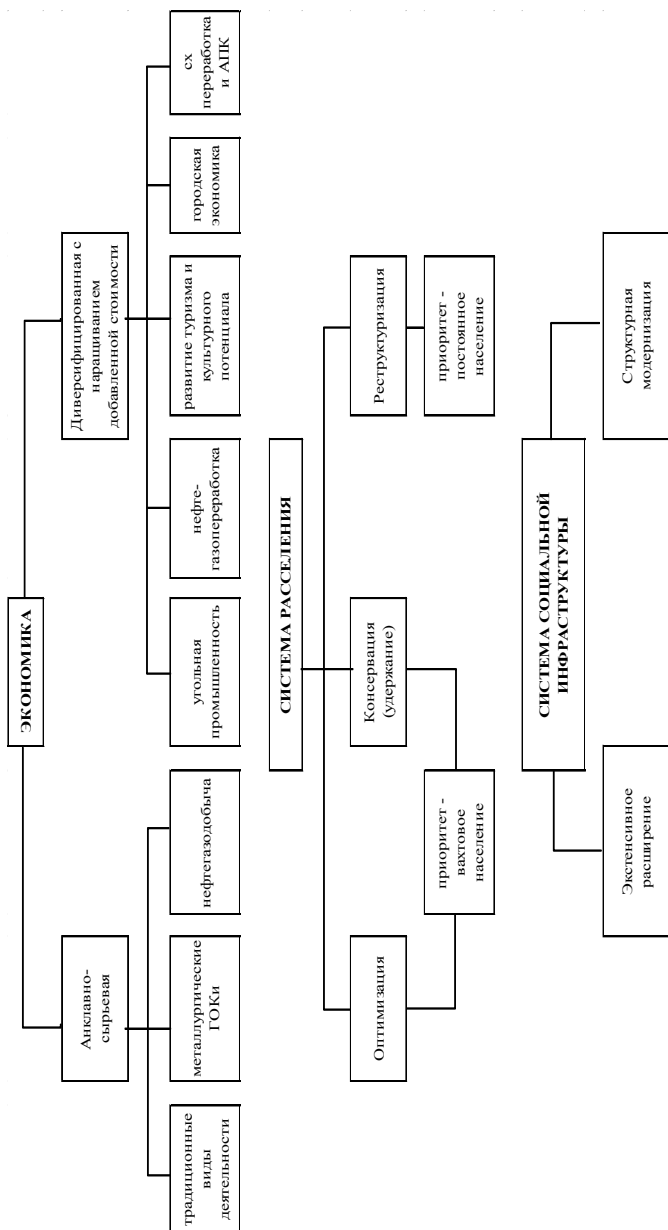 ЭКОНОМИКА
Анклавно-
сырьевая
Диверсифицированная с
наращиванием
добавленной стоимости
традиционные
виды
деятельности
металлургические
ГОКи
нефтегазодобыча
угольная
промышленность
нефте-
газопереработка
развитие туризма и
культурного
потенциала
городская
экономика
сх
переработка
и АПК
СИСТЕМА РАССЕЛЕНИЯ
Оптимизация
Консервация
(удержание)
Реструктуризация
приоритет -
вахтовое
население
приоритет -
постоянное
население
СИСТЕМА СОЦИАЛЬНОЙ
ИНФРАСТРУКТУРЫ
Экстенсивное
расширение
Структурная
модернизация